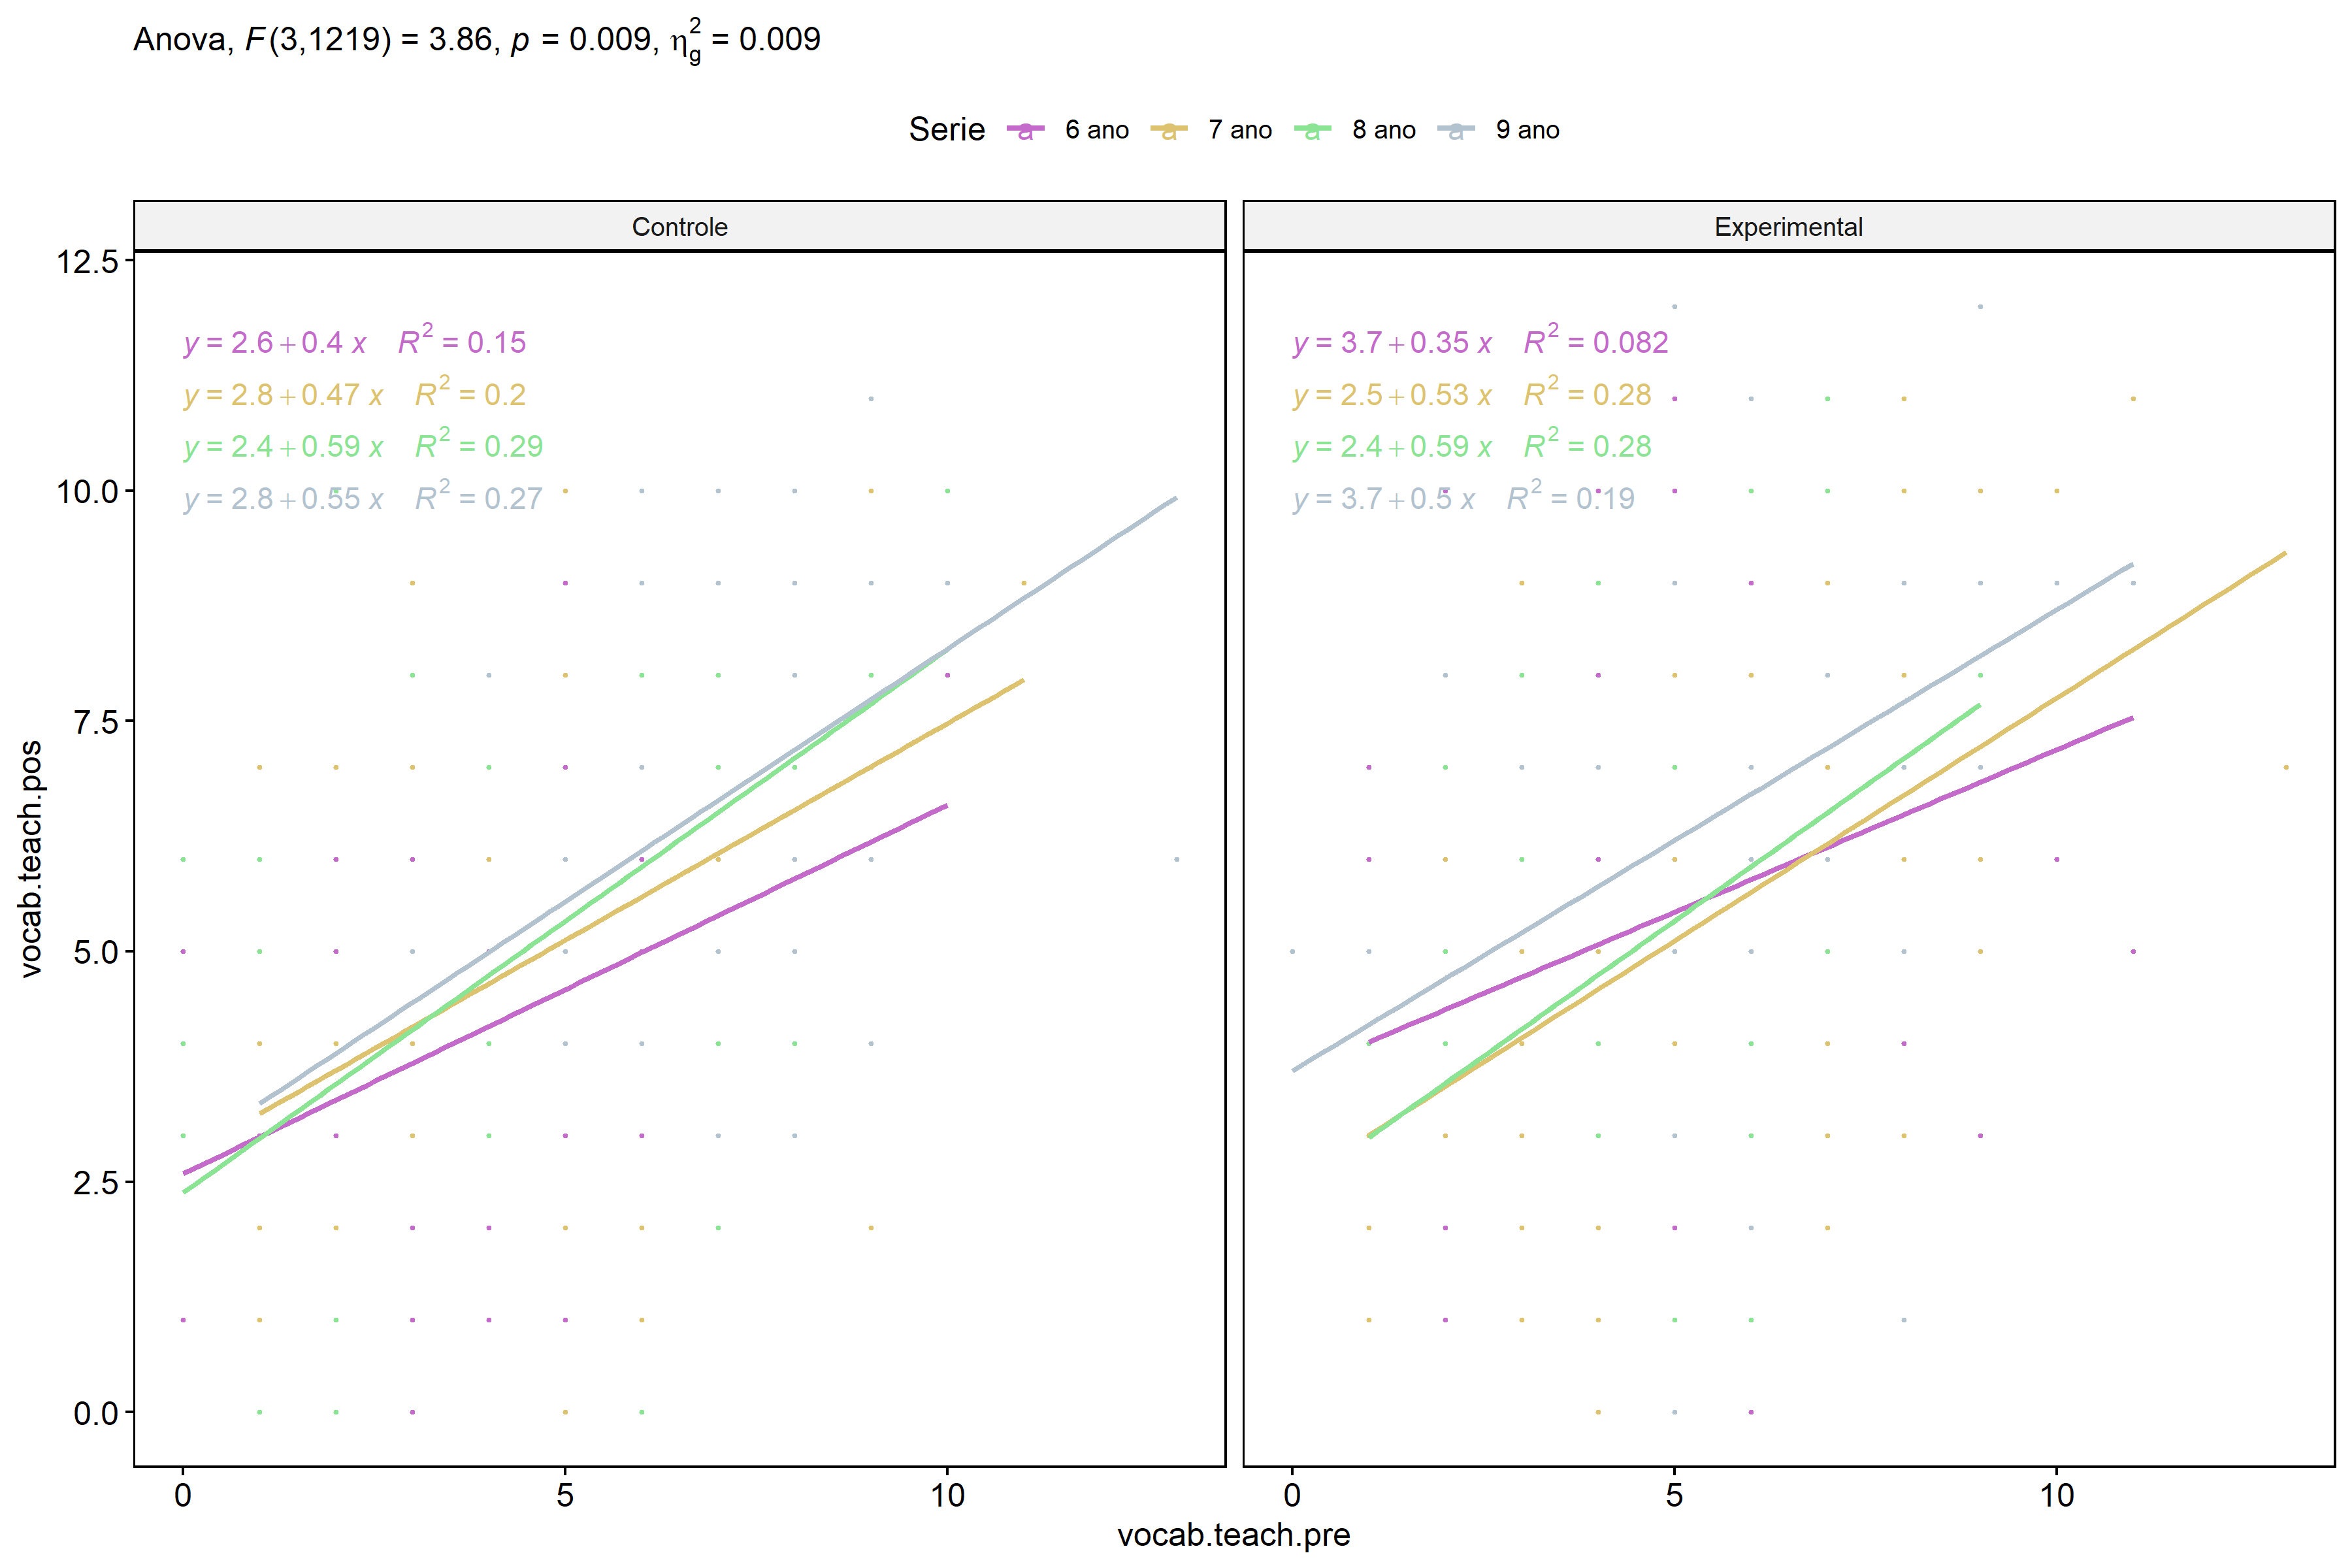 Anova, F(3,1219) = 3.86, p = 0.009, η²g = 0.009
Serie a 6 ano a 7 ano a 8 ano a 9 ano
Controle
Experimental
y = 2.6 + 0.4 x R² = 0.15
y = 2.8 + 0.47 x R² = 0.2
y = 2.4 + 0.59 x R² = 0.29
y = 2.8 + 0.55 x R² = 0.27
y = 3.7 + 0.35 x R² = 0.082
y = 2.5 + 0.53 x R² = 0.28
y = 2.4 + 0.59 x R² = 0.28
y = 3.7 + 0.5 x R² = 0.19
12.5
10.0
7.5
5.0
2.5
0.0
vocab.teach.pos
0 5 10
0 5 10
vocab.teach.pre